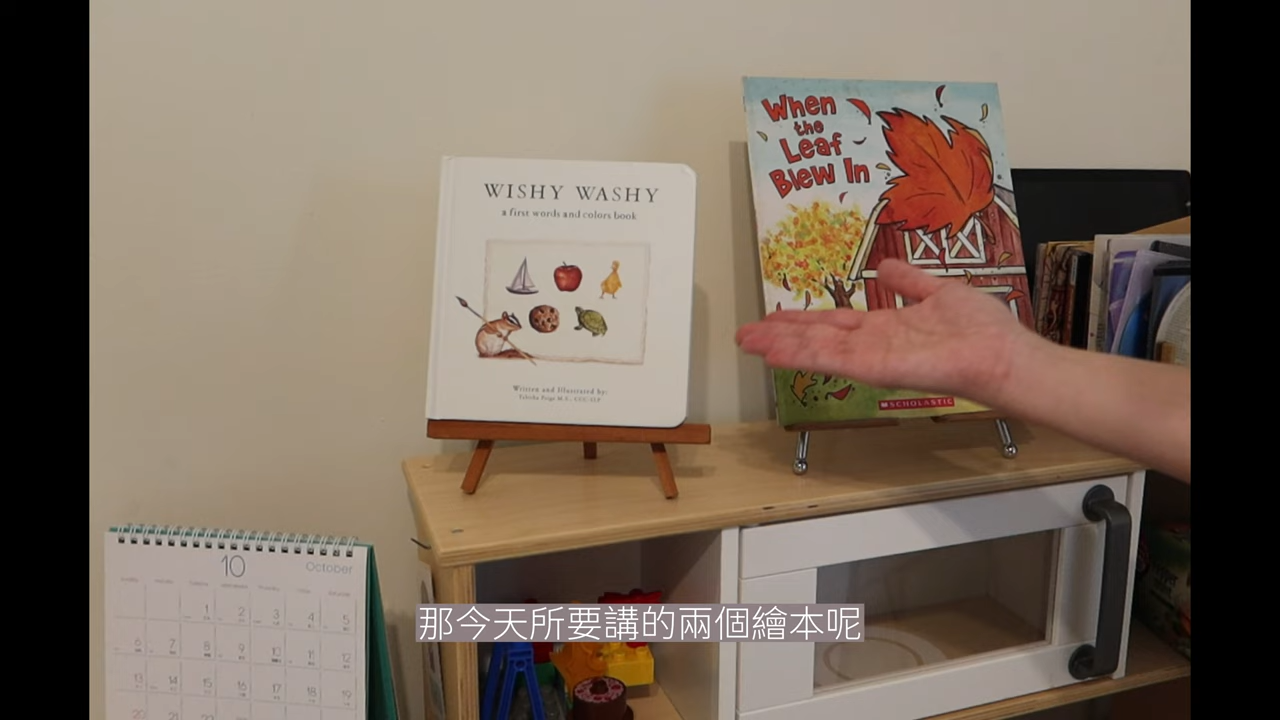 WISHY WASHY
a first words and colors book
Written and Illustrated by:
When
the
Leaf
Blew In
SCHOLASTIC
10
October
1 2 3 4 5
6 7 8 9 10 11 12
13 14 15 16 17 18 19
20 21
那今天所要講的兩個繪本呢